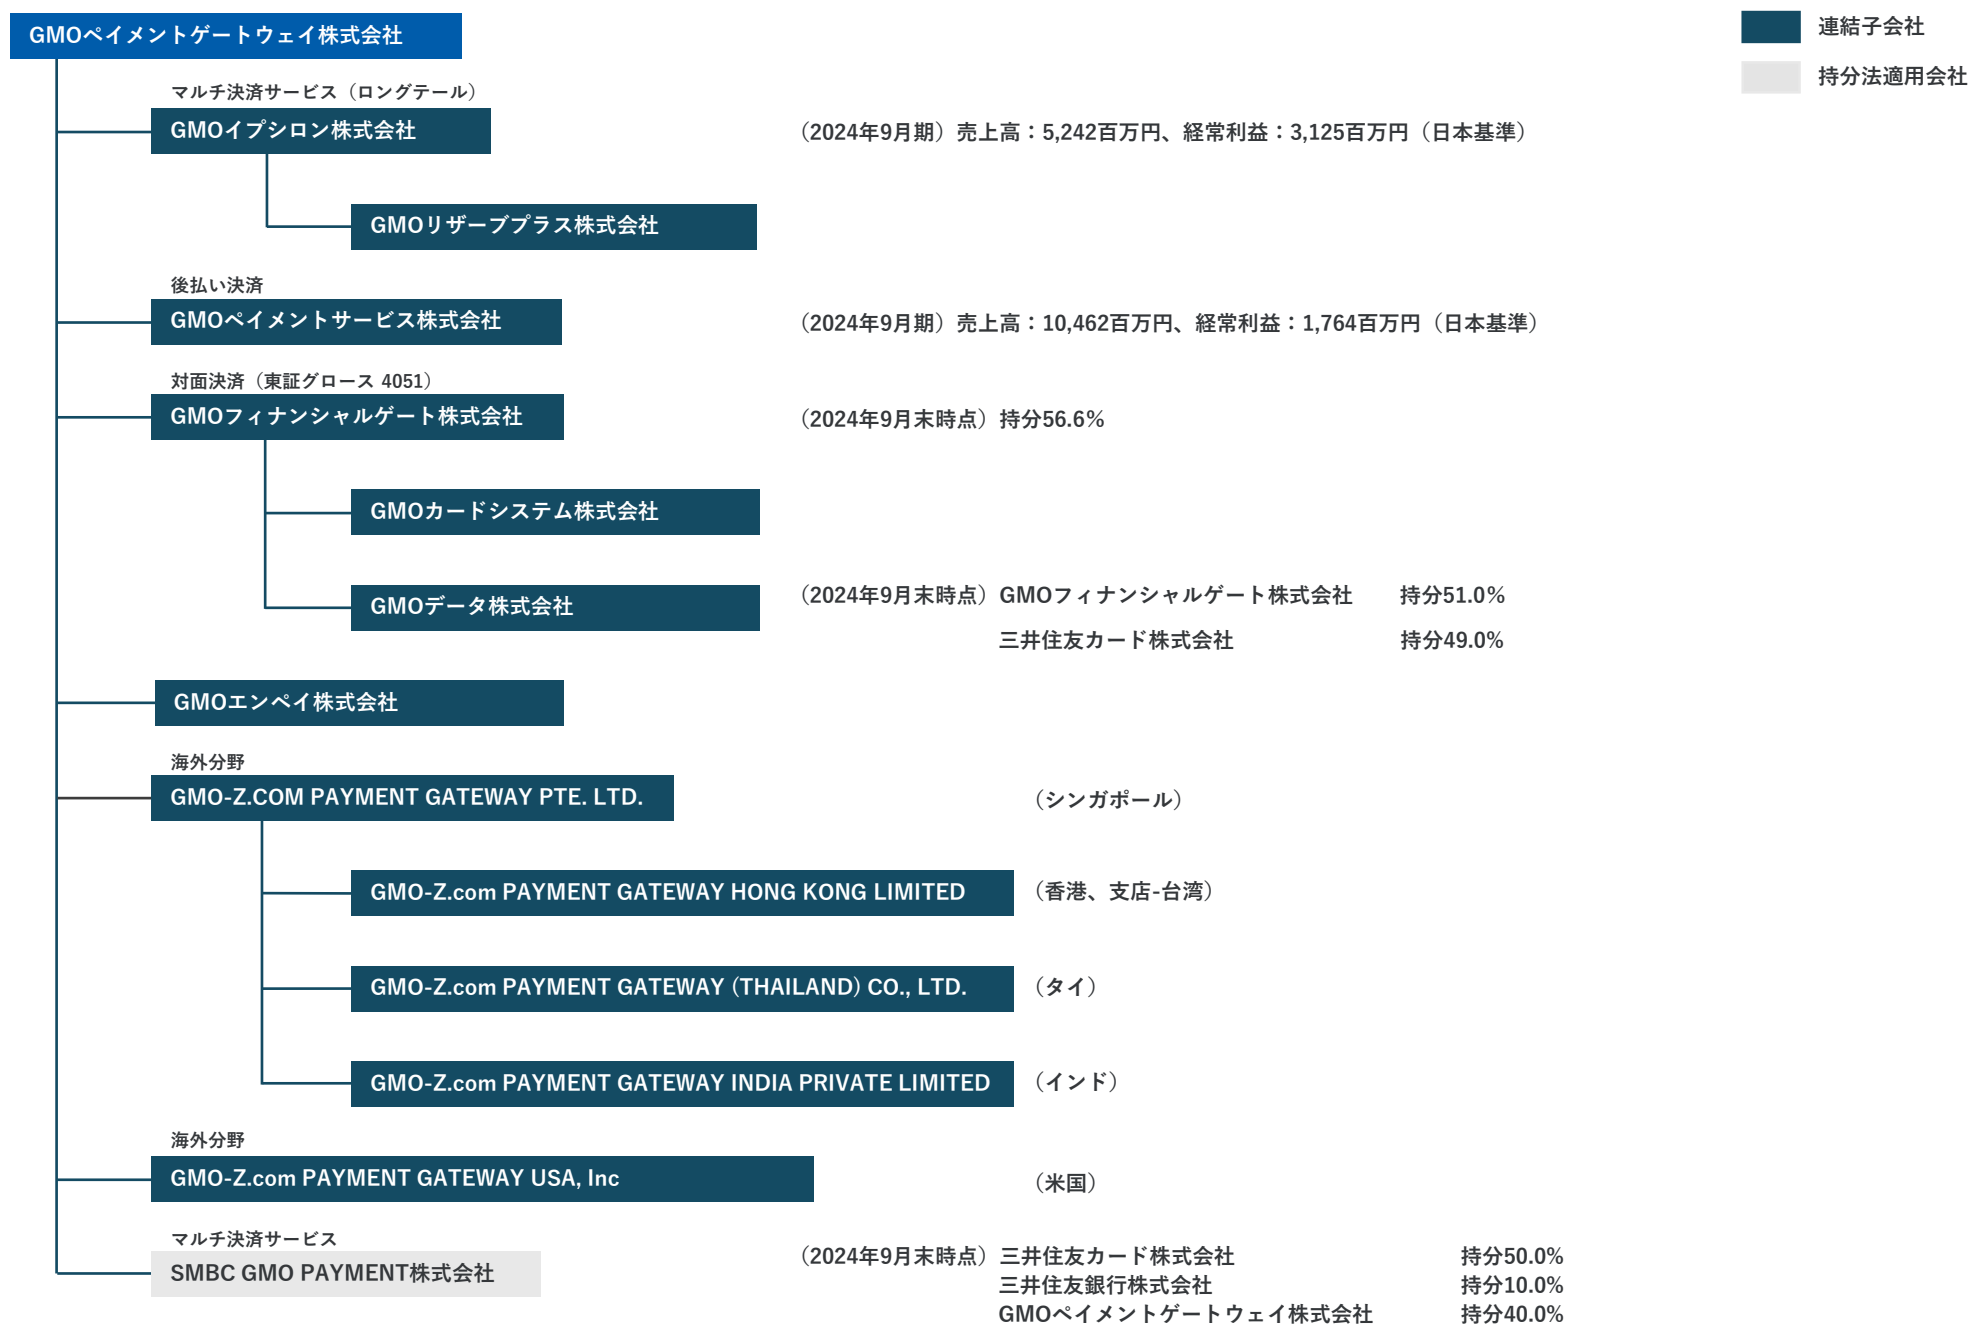 GMOペイメントゲートウェイ株式会社
連結子会社
持分法適用会社
マルチ決済サービス（ロングテール）
GMOイプシロン株式会社
（2024年9月期）売上高：5,242百万円、経常利益：3,125百万円（日本基準）
GMOリザーブプラス株式会社
後払い決済
GMOペイメントサービス株式会社
（2024年9月期）売上高：10,462百万円、経常利益：1,764百万円（日本基準）
対面決済（東証グロース 4051）
GMOフィナンシャルゲート株式会社
（2024年9月末時点）持分56.6%
GMOカードシステム株式会社
GMOデータ株式会社
（2024年9月末時点）GMOフィナンシャルゲート株式会社 持分51.0%
三井住友カード株式会社 持分49.0%
GMOエンペイ株式会社
海外分野
GMO-Z.COM PAYMENT GATEWAY PTE. LTD.
（シンガポール）
GMO-Z.com PAYMENT GATEWAY HONG KONG LIMITED
（香港、支店-台湾）
GMO-Z.com PAYMENT GATEWAY (THAILAND) CO., LTD.
（タイ）
GMO-Z.com PAYMENT GATEWAY INDIA PRIVATE LIMITED
（インド）
海外分野
GMO-Z.com PAYMENT GATEWAY USA, Inc
（米国）
マルチ決済サービス
SMBC GMO PAYMENT株式会社
（2024年9月末時点）三井住友カード株式会社 持分50.0%
三井住友銀行株式会社 持分10.0%
GMOペイメントゲートウェイ株式会社 持分40.0%